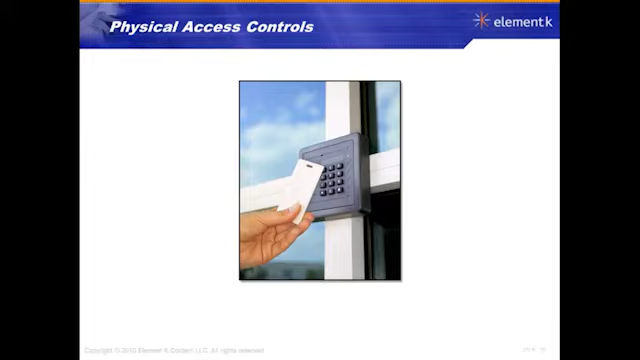 Physical Access Controls
element k
Copyright © 2010 Element K Content LLC. All rights reserved.